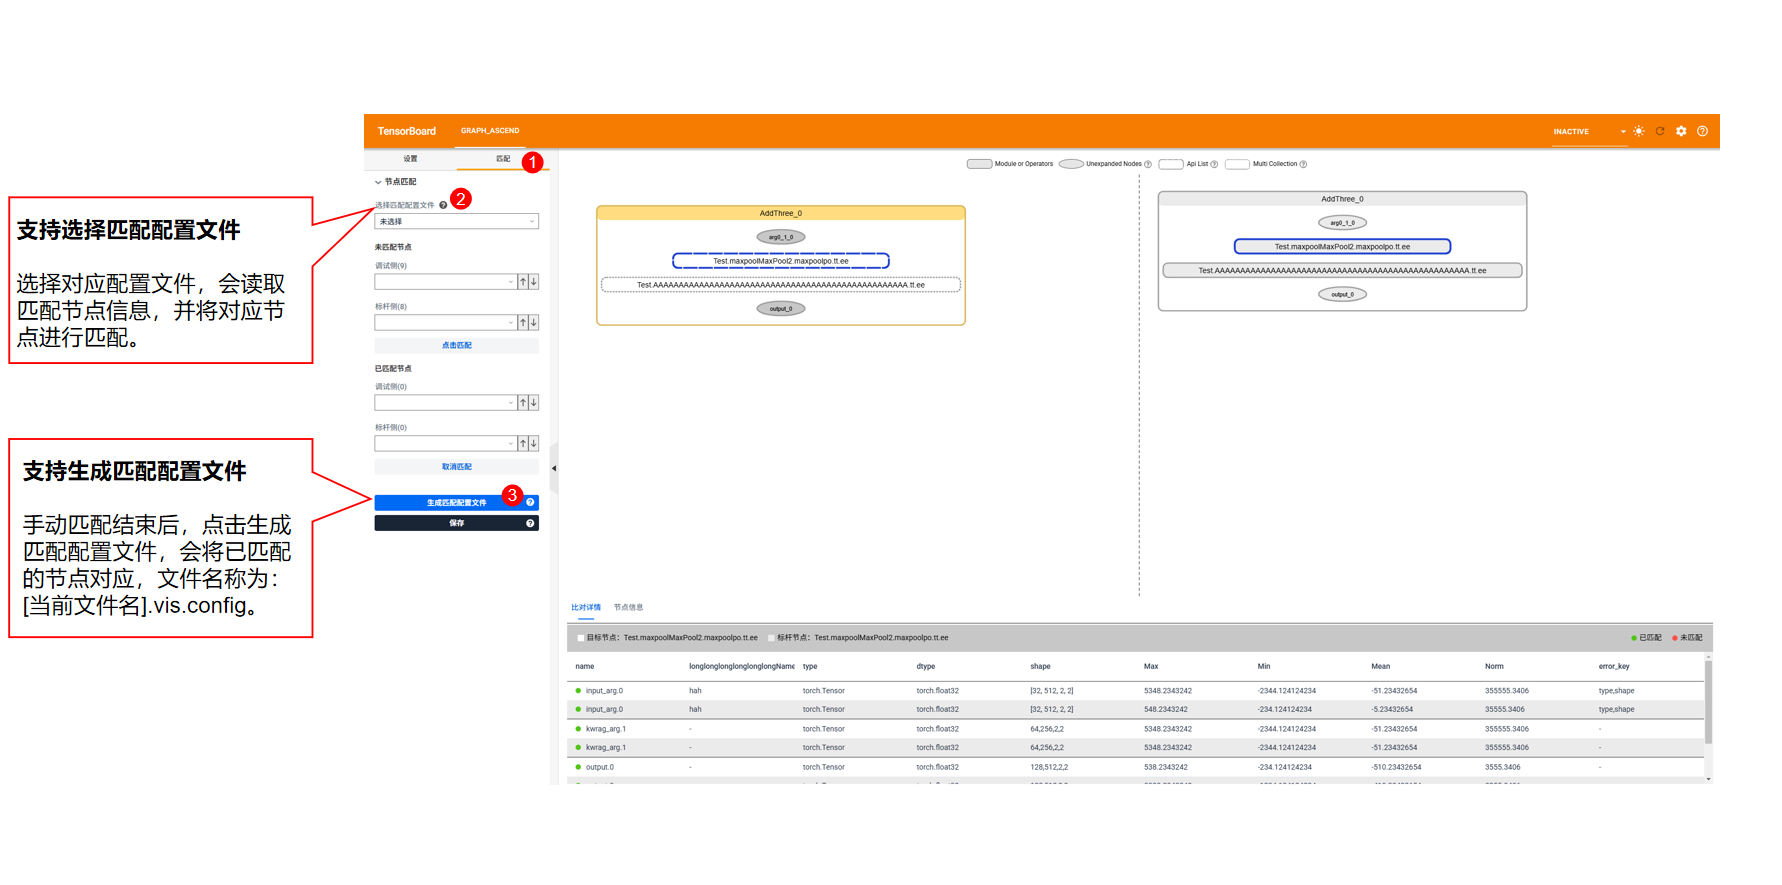 TensorBoard
GRAPH_ASCEND
INACTIVE
设置
匹配
1
节点匹配
选择匹配配置文件
2
未选择
未匹配节点
调试侧(9)
标杆侧(8)
点击匹配
已匹配节点
调试侧(0)
标杆侧(0)
取消匹配
生成匹配配置文件
3
保存
支持选择匹配配置文件
选择对应配置文件，会读取
匹配节点信息，并将对应节
点进行匹配。
支持生成匹配配置文件
手动匹配结束后，点击生成
匹配配置文件，会将已匹配
的节点对应，文件名称为：
[当前文件名].vis.config。
Module or Operators
Unexpanded Nodes
Api List
Multi Collection
AddThree_0
arg0_1_0
Test.maxpoolMaxPool2.maxpoolpo.tt.ee
output_0
AddThree_0
arg0_1_0
Test.maxpoolMaxPool2.maxpoolpo.tt.ee
output_0
比对详情 节点信息
目标节点：Test.maxpoolMaxPool2.maxpoolpo.tt.ee 标杆节点：Test.maxpoolMaxPool2.maxpoolpo.tt.ee 已匹配 未匹配
name longlonglonglonglonglongName type dtype shape Max Min Mean Norm error_key
input_arg.0 hah torch.Tensor torch.float32 [32, 512, 2, 2] 5348.2343242 -2344.124124234 -51.23432654 355555.3406 type,shape
input_arg.0 hah torch.Tensor torch.float32 [32, 512, 2, 2] 548.2343242 -234.124124234 -5.23432654 35555.3406 type,shape
kwrag_arg.1 - torch.Tensor torch.float32 64,256,2,2 5348.2343242 -2344.124124234 -51.23432654 355555.3406 -
kwrag_arg.1 - torch.Tensor torch.float32 64,256,2,2 5348.2343242 -2344.124124234 -51.23432654 355555.3406 -
output.0 - torch.Tensor torch.float32 128,512,2,2 538.2343242 -234.124124234 -510.23432654 3555.3406 -